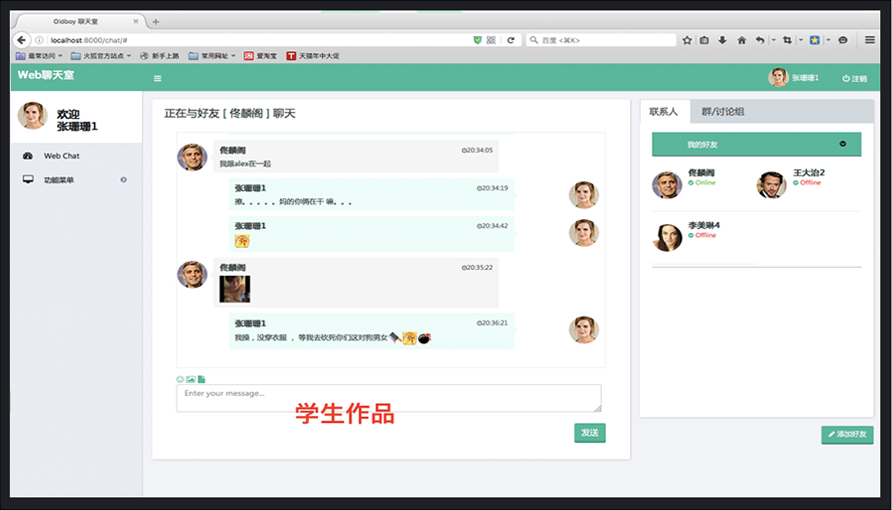 Oldboy 聊天室
localhost:8000/chat/#
百度 <⌘K>
最常访问
火狐官方站点
新手上路
常用网址
爱淘宝
天猫年中大促
Web聊天室
张珊珊1
注销
欢迎
张珊珊1
Web Chat
功能菜单
正在与好友 [ 佟麟阁 ] 聊天
佟麟阁
20:34:05
我跟alex在一起
张珊珊1
20:34:19
擦。。。。。妈的你俩在干 嘛。。。
张珊珊1
20:34:42
佟麟阁
20:35:22
张珊珊1
20:36:21
我操，没穿衣服 ，等我去砍死你们这对狗男女
Enter your message...
学生作品
发送
联系人
群/讨论组
我的好友
佟麟阁
Online
王大治2
Offline
李美琳4
Offline
添加好友